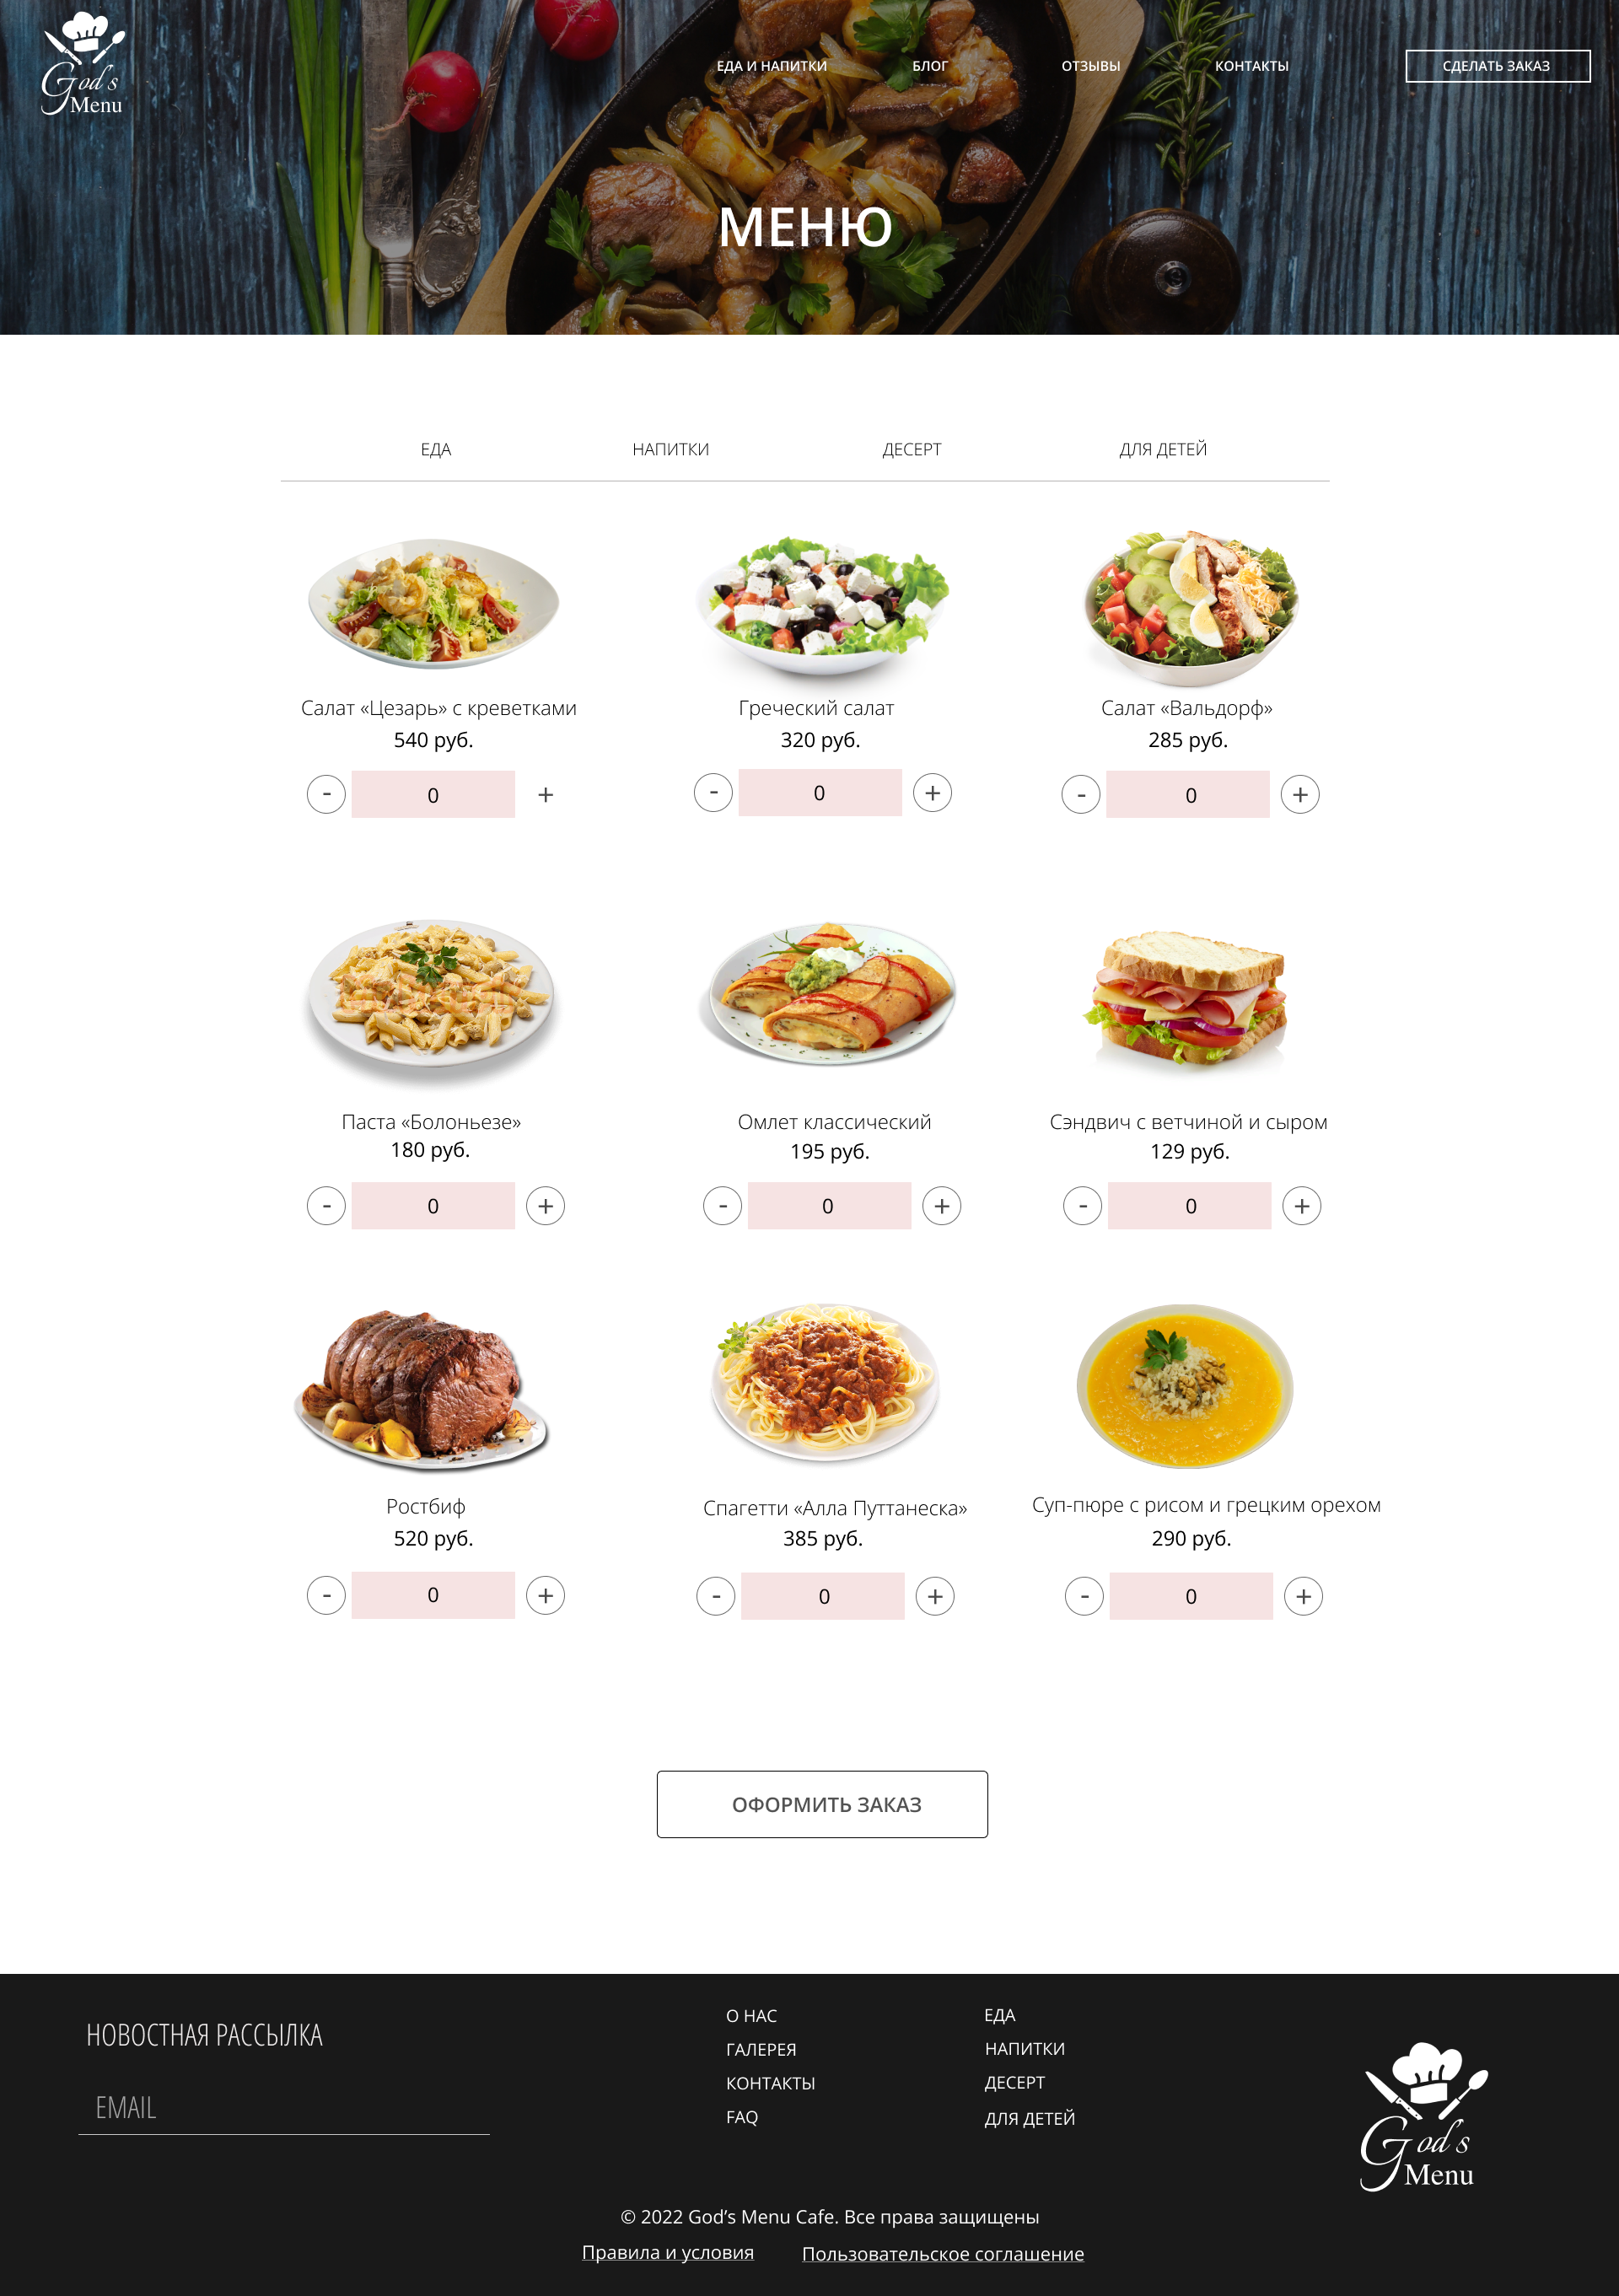 God's
Menu
ЕДА И НАПИТКИ
БЛОГ
ОТЗЫВЫ
КОНТАКТЫ
СДЕЛАТЬ ЗАКАЗ
МЕНЮ
ЕДА
НАПИТКИ
ДЕСЕРТ
ДЛЯ ДЕТЕЙ
Салат «Цезарь» с креветками
540 руб.
- 0 +
Греческий салат
320 руб.
- 0 +
Салат «Вальдорф»
285 руб.
- 0 +
Паста «Болоньезе»
180 руб.
- 0 +
Омлет классический
195 руб.
- 0 +
Сэндвич с ветчиной и сыром
129 руб.
- 0 +
Ростбиф
520 руб.
- 0 +
Спагетти «Алла Путтанеска»
385 руб.
- 0 +
Суп-пюре с рисом и грецким орехом
290 руб.
- 0 +
ОФОРМИТЬ ЗАКАЗ
НОВОСТНАЯ РАССЫЛКА
EMAIL
О НАС
ГАЛЕРЕЯ
КОНТАКТЫ
FAQ
ЕДА
НАПИТКИ
ДЕСЕРТ
ДЛЯ ДЕТЕЙ
God's
Menu
© 2022 God’s Menu Cafe. Все права защищены
Правила и условия
Пользовательское соглашение